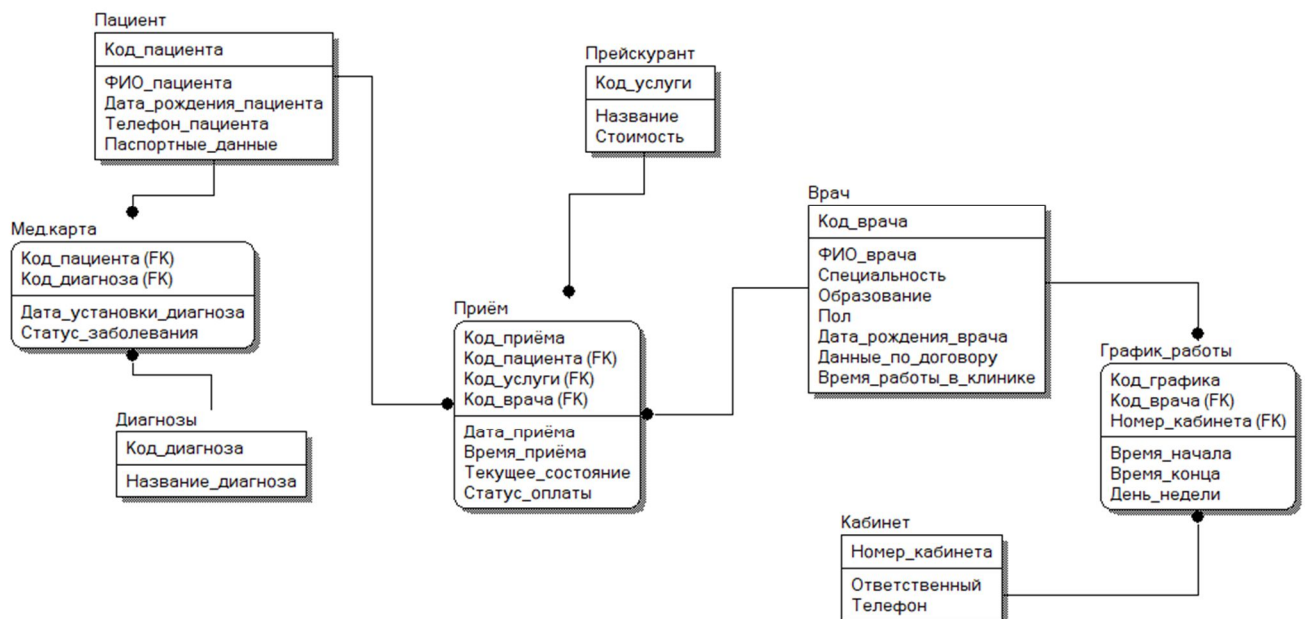 Пациент
Код_пациента
ФИО_пациента
Дата_рождения_пациента
Телефон_пациента
Паспортные_данные
Прейскурант
Код_услуги
Название
Стоимость
Мед.карта
Код_пациента (FK)
Код_диагноза (FK)
Дата_установки_диагноза
Статус_заболевания
Диагнозы
Код_диагноза
Название_диагноза
Приём
Код_приёма
Код_пациента (FK)
Код_услуги (FK)
Код_врача (FK)
Дата_приёма
Время_приёма
Текущее_состояние
Статус_оплаты
Врач
Код_врача
ФИО_врача
Специальность
Образование
Пол
Дата_рождения_врача
Данные_по_договору
Время_работы_в_клинике
График_работы
Код_графика
Код_врача (FK)
Номер_кабинета (FK)
Время_начала
Время_конца
День_недели
Кабинет
Номер_кабинета
Ответственный
Телефон